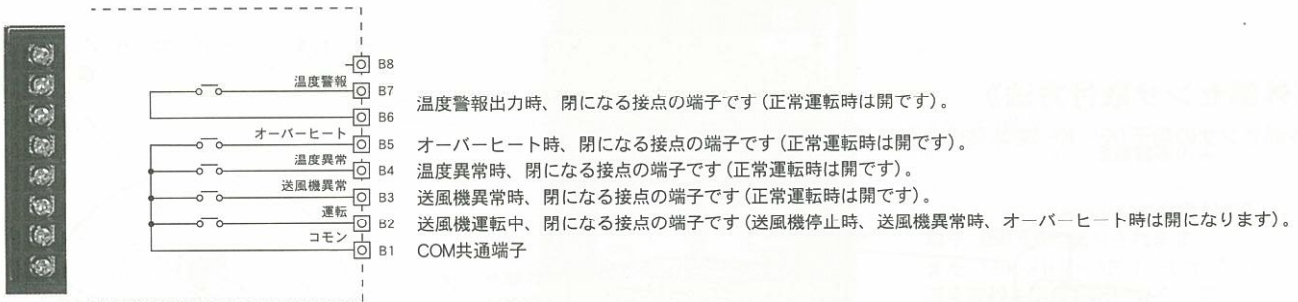 B8
温度警報 B7
温度警報出力時、閉になる接点の端子です(正常運転時は開です)。
B6
オーバーヒート B5 オーバーヒート時、閉になる接点の端子です(正常運転時は開です)。
温度異常 B4 温度異常時、閉になる接点の端子です(正常運転時は開です)。
送風機異常 B3 送風機異常時、閉になる接点の端子です(正常運転時は開です)。
運転 B2 送風機運転中、閉になる接点の端子です(送風機停止時、送風機異常時、オーバーヒート時は開になります)。
コモン B1 COM共通端子